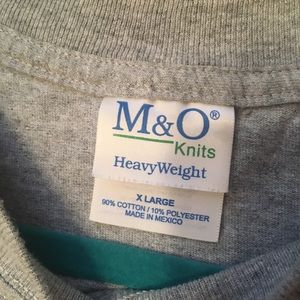 M&O®
Knits
HeavyWeight
X LARGE
90% COTTON / 10% POLYESTER
MADE IN MEXICO